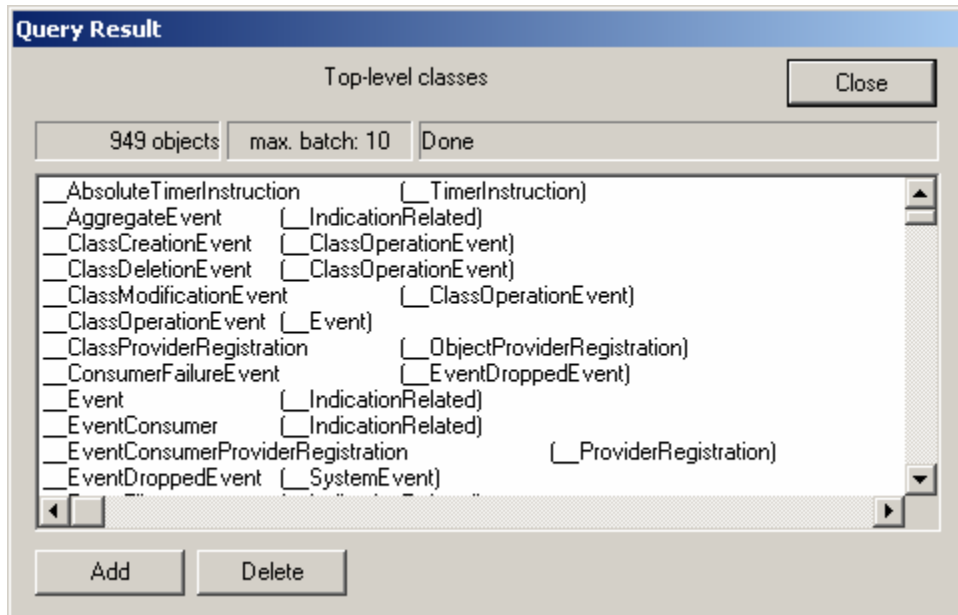 Query Result
Top-level classes
Close
949 objects
max. batch: 10
Done
__AbsoluteTimerInstruction (__TimerInstruction)
__AggregateEvent (__IndicationRelated)
__ClassCreationEvent (__ClassOperationEvent)
__ClassDeletionEvent (__ClassOperationEvent)
__ClassModificationEvent (__ClassOperationEvent)
__ClassOperationEvent (__Event)
__ClassProviderRegistration (__ObjectProviderRegistration)
__ConsumerFailureEvent (__EventDroppedEvent)
__Event (__IndicationRelated)
__EventConsumer (__IndicationRelated)
__EventConsumerProviderRegistration (__ProviderRegistration)
__EventDroppedEvent (__SystemEvent)
Add
Delete